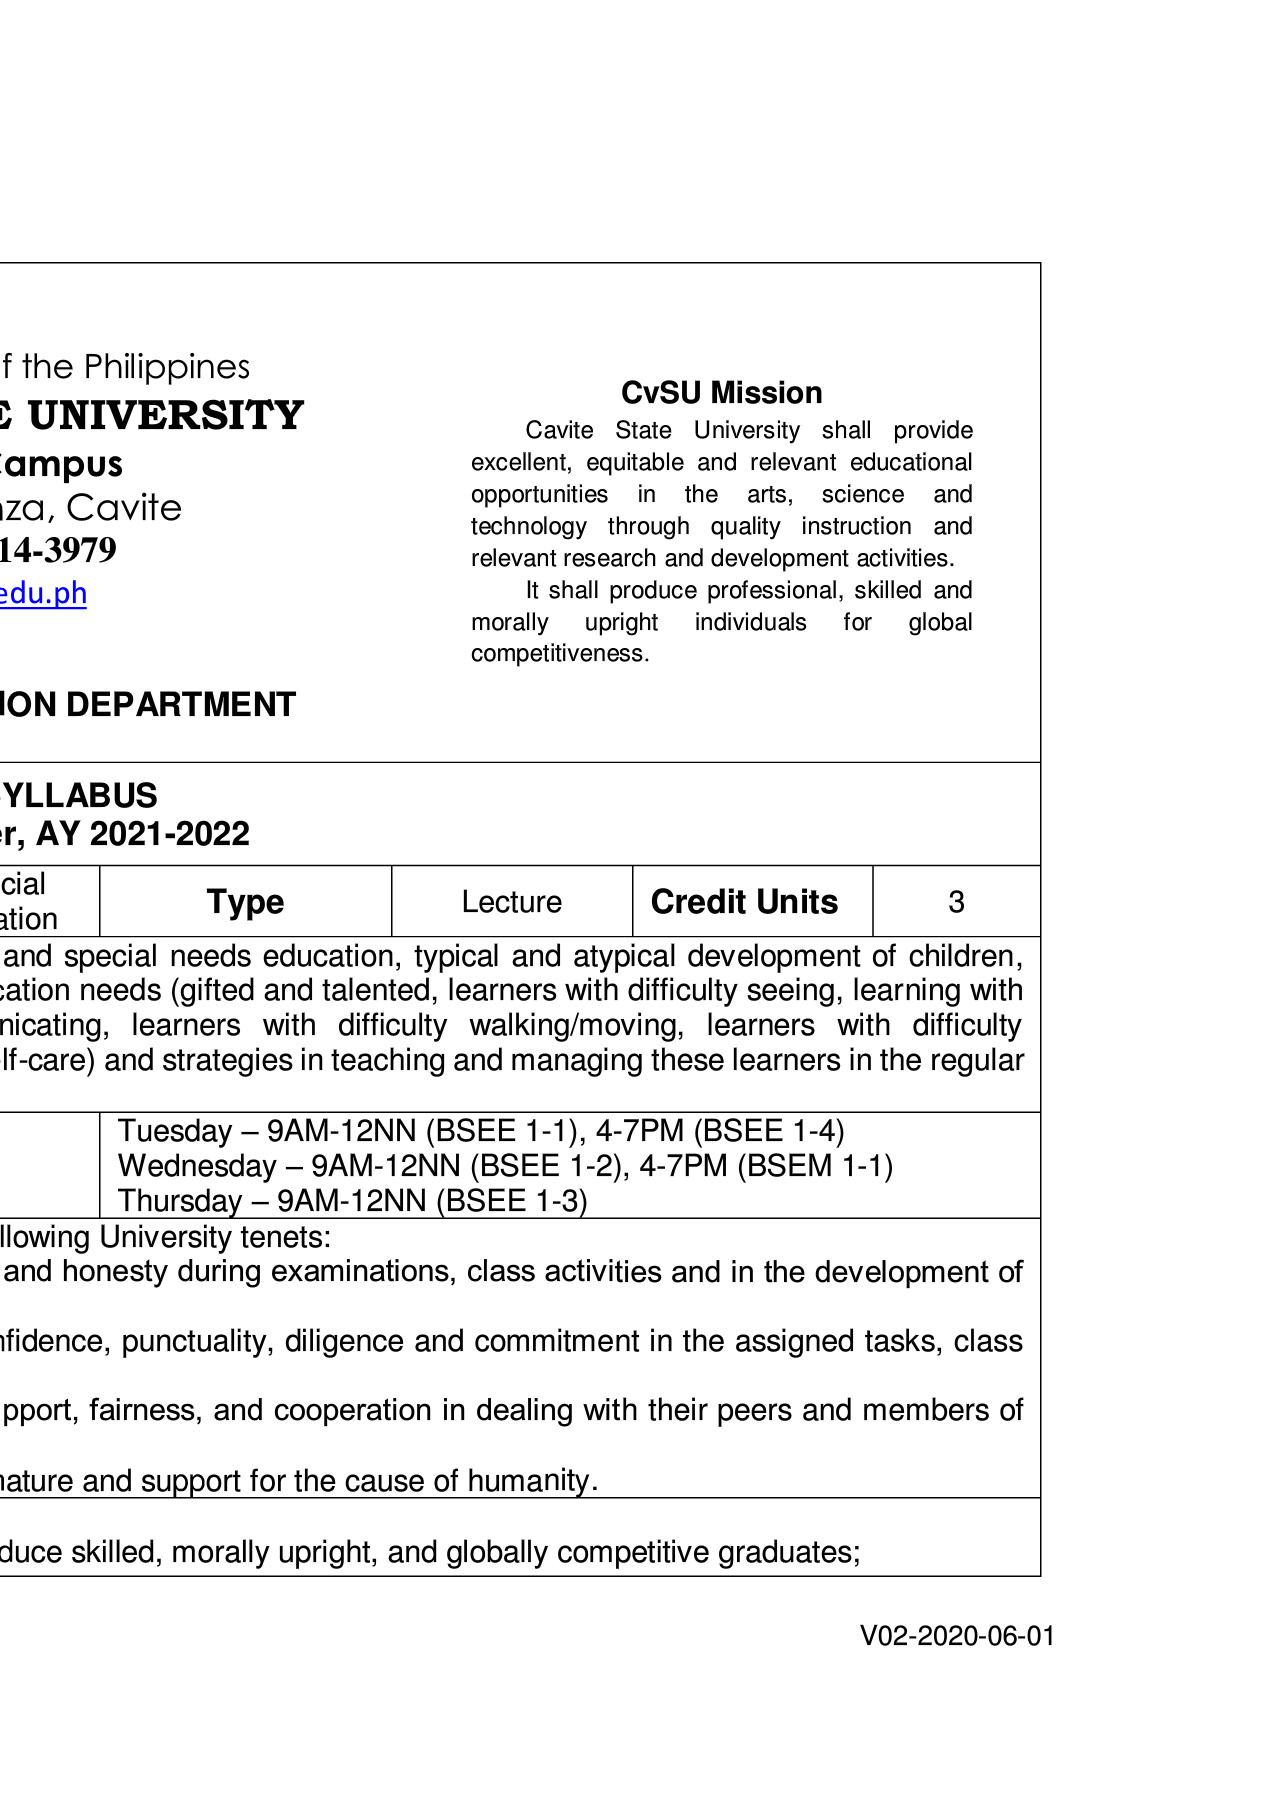 f the Philippines
E UNIVERSITY
Campus
nza, Cavite
14-3979
edu.ph
ION DEPARTMENT
CvSU Mission
Cavite State University shall provide
excellent, equitable and relevant educational
opportunities in the arts, science and
technology through quality instruction and
relevant research and development activities.
It shall produce professional, skilled and
morally upright individuals for global
competitiveness.
SYLLABUS
er, AY 2021-2022
cial
ation
Type
Lecture
Credit Units
3
and special needs education, typical and atypical development of children,
cation needs (gifted and talented, learners with difficulty seeing, learning with
nicating, learners with difficulty walking/moving, learners with difficulty
elf-care) and strategies in teaching and managing these learners in the regular
Tuesday – 9AM-12NN (BSEE 1-1), 4-7PM (BSEE 1-4)
Wednesday – 9AM-12NN (BSEE 1-2), 4-7PM (BSEM 1-1)
Thursday – 9AM-12NN (BSEE 1-3)
llowing University tenets:
and honesty during examinations, class activities and in the development of
nfidence, punctuality, diligence and commitment in the assigned tasks, class
pport, fairness, and cooperation in dealing with their peers and members of
nature and support for the cause of humanity.
duce skilled, morally upright, and globally competitive graduates;
V02-2020-06-01